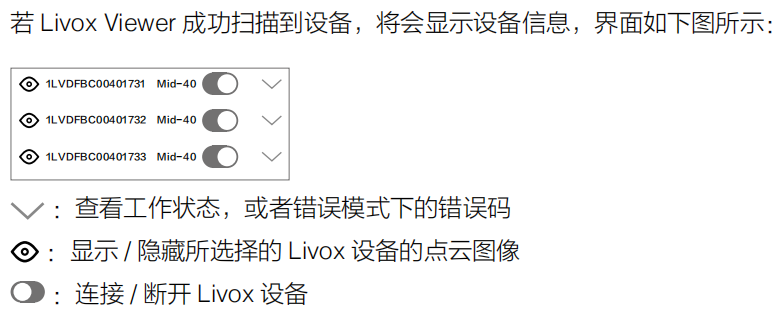 若 Livox Viewer 成功扫描到设备，将会显示设备信息，界面如下图所示：
1LVDFBC00401731 Mid-40
1LVDFBC00401732 Mid-40
1LVDFBC00401733 Mid-40
：查看工作状态，或者错误模式下的错误码
：显示 / 隐藏所选择的 Livox 设备的点云图像
：连接 / 断开 Livox 设备